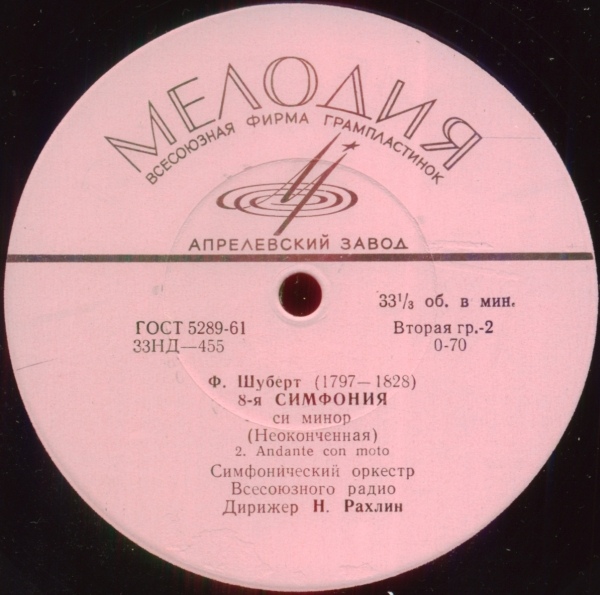 МЕЛОДИЯ
ВСЕСОЮЗНАЯ ФИРМА ГРАМПЛАСТИНОК
АПРЕЛЕВСКИЙ ЗАВОД
33⅓ об. в мин.
ГОСТ 5289-61 Вторая гр.-2
33НД—455 0-70
Ф. Шуберт (1797—1828)
8-я СИМФОНИЯ
си минор
(Неоконченная)
2. Andante con moto
Симфонический оркестр
Всесоюзного радио
Дирижер Н. Рахлин